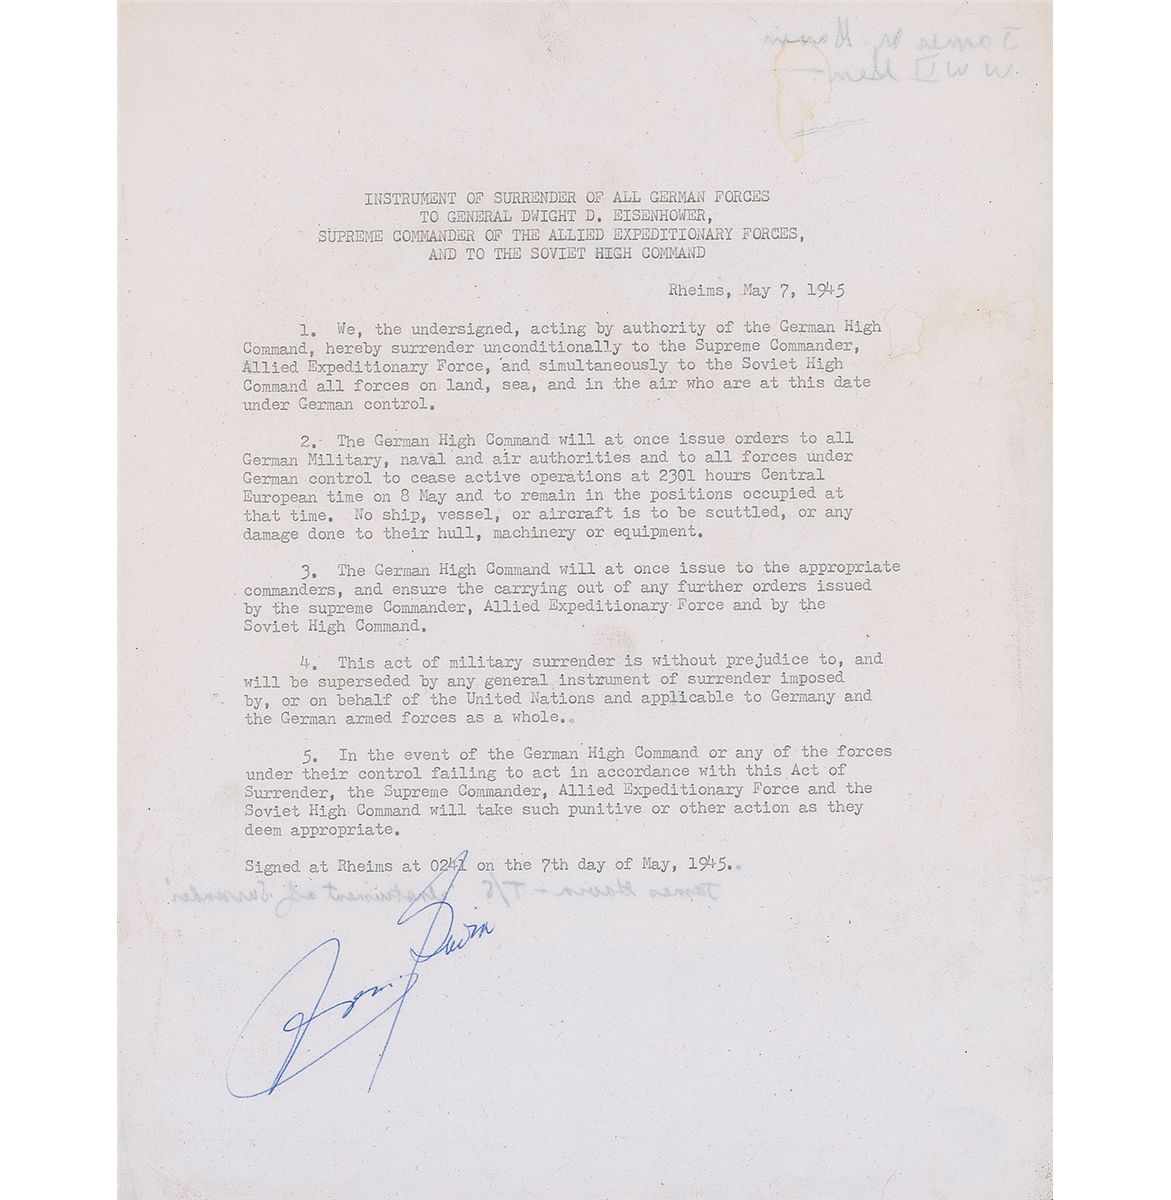 James M. Gavin
W W II Gen.
INSTRUMENT OF SURRENDER OF ALL GERMAN FORCES
TO GENERAL DWIGHT D. EISENHOWER,
SUPREME COMMANDER OF THE ALLIED EXPEDITIONARY FORCES,
AND TO THE SOVIET HIGH COMMAND
Rheims, May 7, 1945
1. We, the undersigned, acting by authority of the German High
Command, hereby surrender unconditionally to the Supreme Commander,
Allied Expeditionary Force, and simultaneously to the Soviet High
Command all forces on land, sea, and in the air who are at this date
under German control.
2. The German High Command will at once issue orders to all
German Military, naval and air authorities and to all forces under
German control to cease active operations at 2301 hours Central
European time on 8 May and to remain in the positions occupied at
that time. No ship, vessel, or aircraft is to be scuttled, or any
damage done to their hull, machinery or equipment.
3. The German High Command will at once issue to the appropriate
commanders, and ensure the carrying out of any further orders issued
by the supreme Commander, Allied Expeditionary Force and by the
Soviet High Command.
4. This act of military surrender is without prejudice to, and
will be superseded by any general instrument of surrender imposed
by, or on behalf of the United Nations and applicable to Germany and
the German armed forces as a whole..
5. In the event of the German High Command or any of the forces
under their control failing to act in accordance with this Act of
Surrender, the Supreme Commander, Allied Expeditionary Force and the
Soviet High Command will take such punitive or other action as they
deem appropriate.
Signed at Rheims at 0241 on the 7th day of May, 1945..
James Gavin - T/S Instrument of Surrender
James Gavin